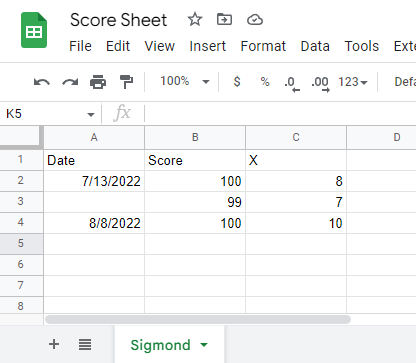 Score Sheet
File Edit View Insert Format Data Tools Exte
100% $ % .0 .00 123 Defa
K5 fx
A B C D
1 Date Score X
2 7/13/2022 100 8
3 99 7
4 8/8/2022 100 10
5
6
7
8
+ Sigmond